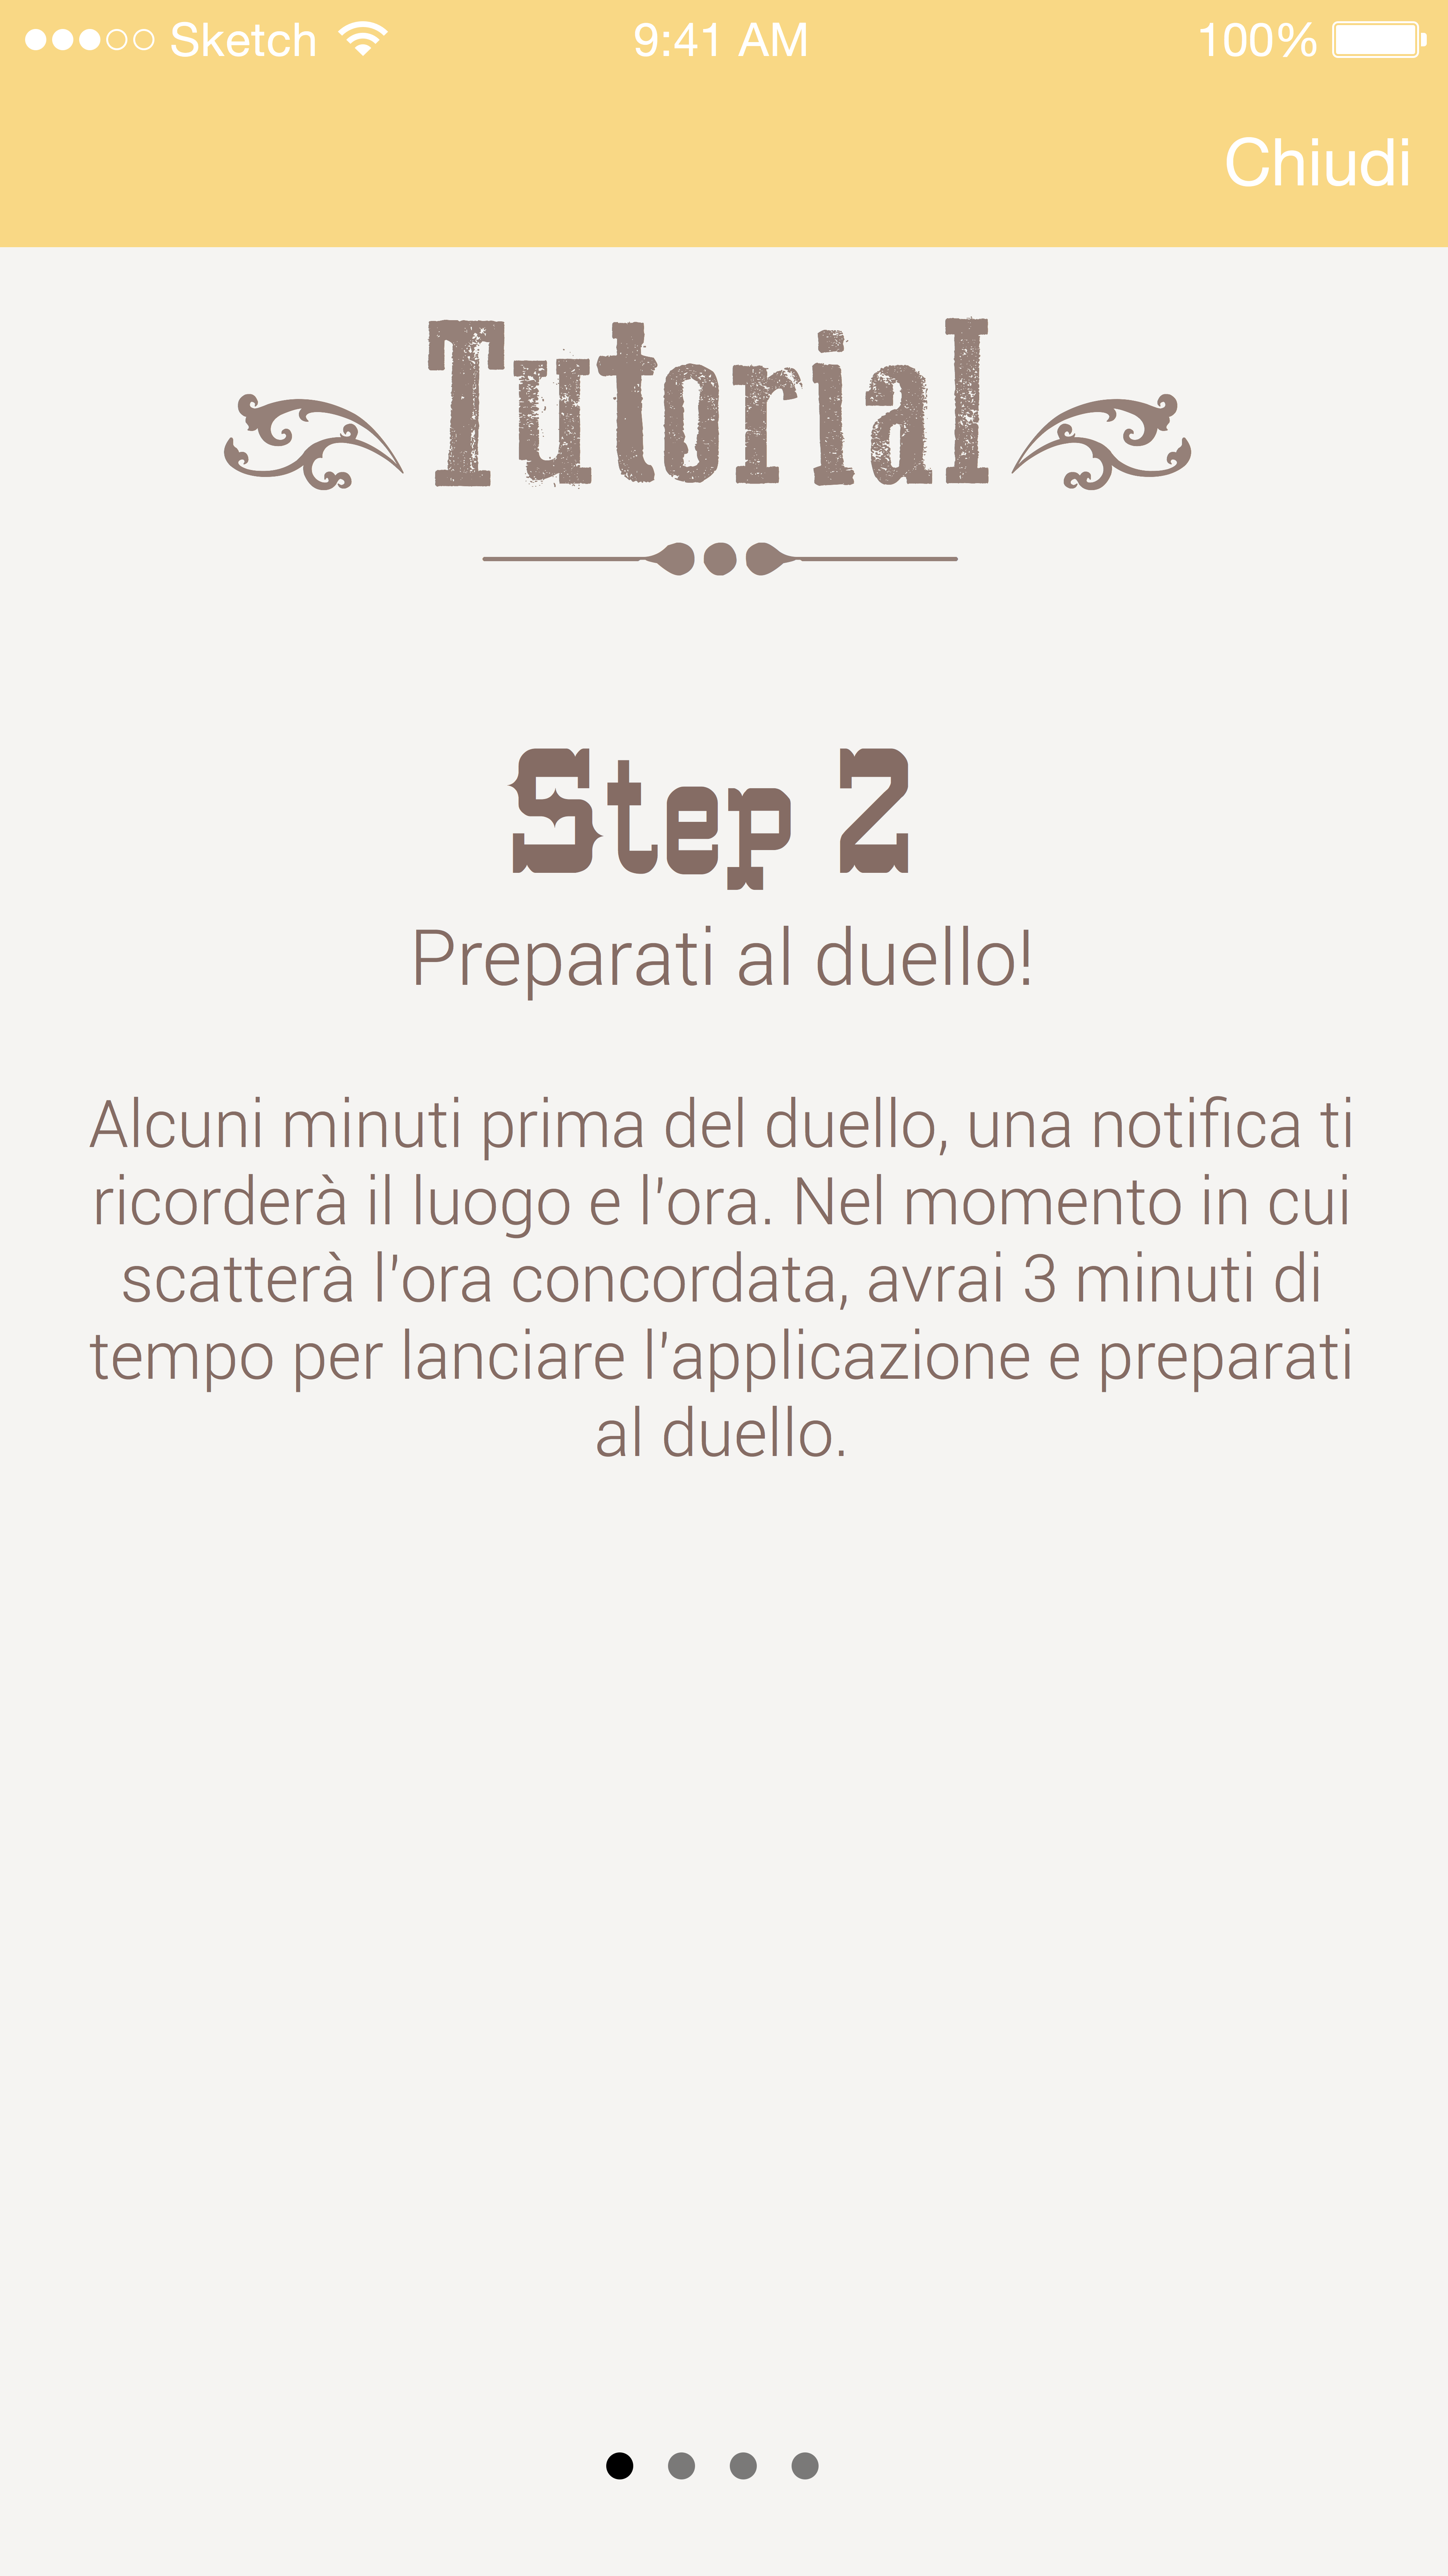 Sketch 9:41 AM 100%
Chiudi
Tutorial
Step 2
Preparati al duello!
Alcuni minuti prima del duello, una notifica ti
ricorderà il luogo e l'ora. Nel momento in cui
scatterà l'ora concordata, avrai 3 minuti di
tempo per lanciare l'applicazione e preparati
al duello.